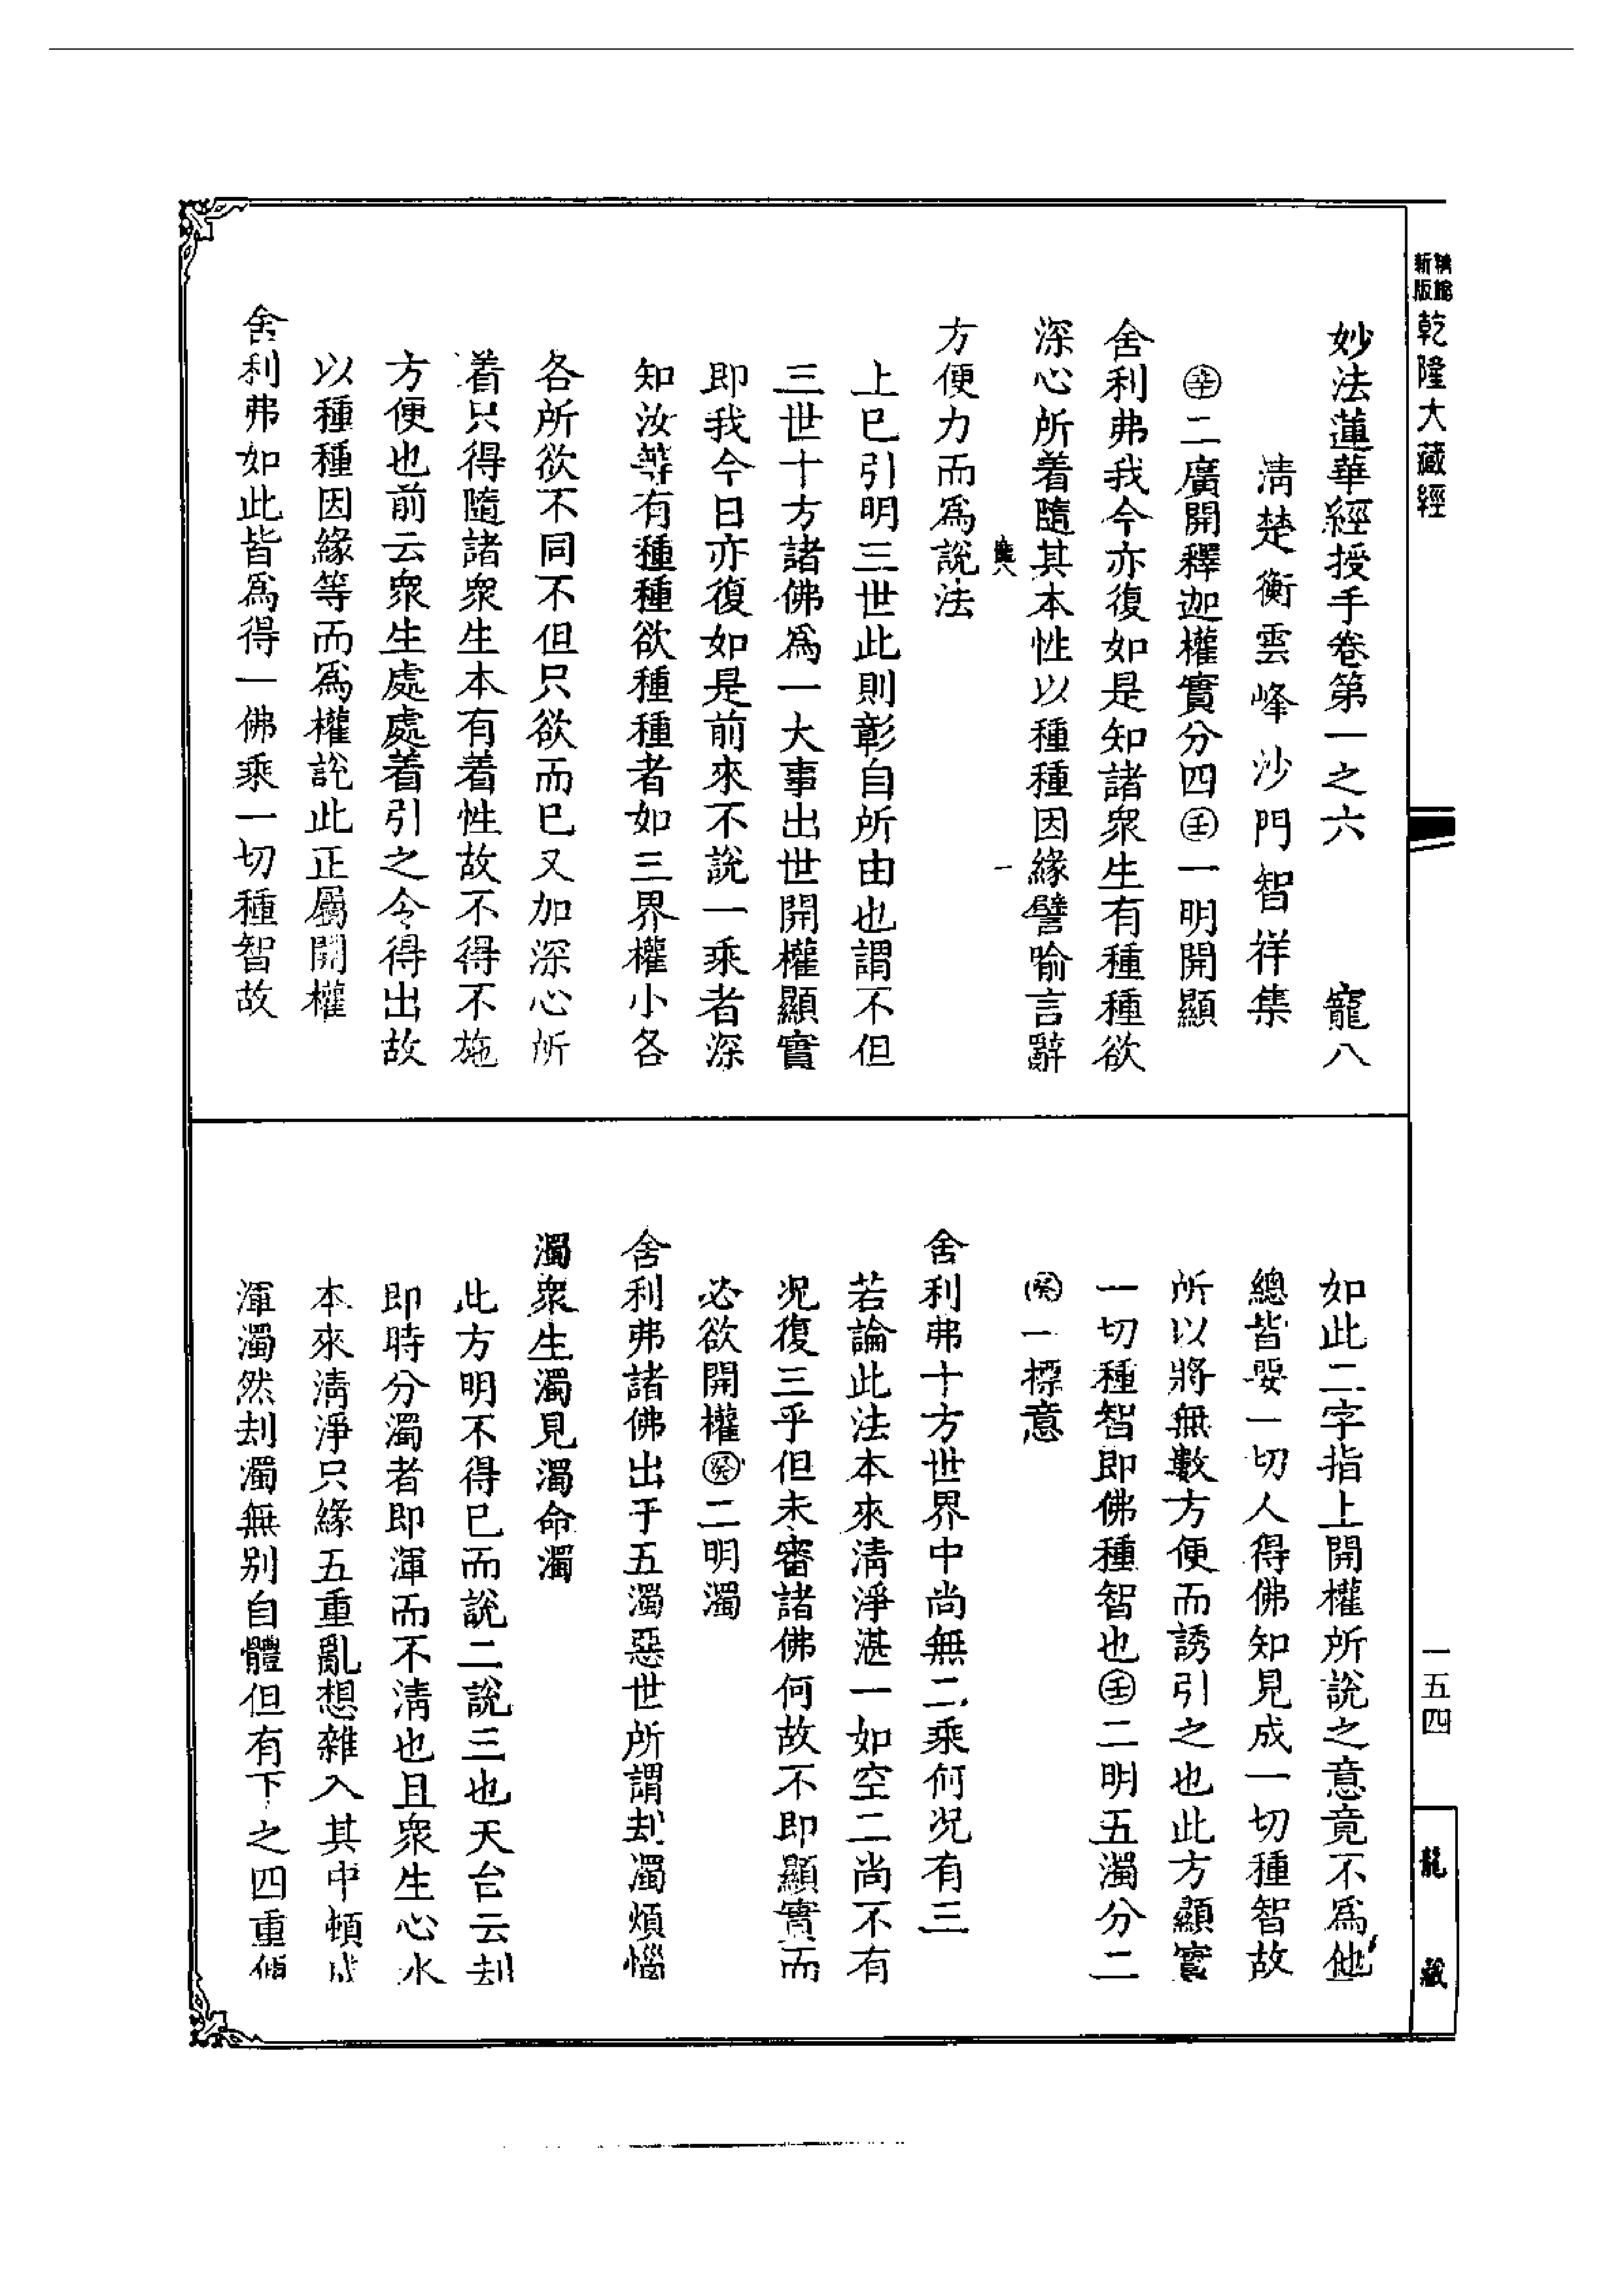 新版
乾隆大藏經
妙法蓮華經授手卷第一之六　寵八
清楚衡雲峰沙門智祥集
㊛二廣開釋迦權實分四㊛一明開顯
舍利弗我今亦復如是知諸衆生有種種欲
深心所着隨其本性以種種因緣譬喻言辭
方便力而爲說法
上已引明三世此則彰自所由也謂不但
三世十方諸佛爲一大事出世開權顯實
即我今日亦復如是前來不說一乘者深
知汝等有種種欲種種者如三界權小各
各所欲不同不但只欲而已又加深心所
着只得隨諸衆生本有着性故不得不施
方便也前云衆生處處着引之令得出故
以種種因緣等而爲權說此正屬開權
舍利弗如此皆爲得一佛乘一切種智故
如此二字指上開權所說之意竟不爲他
總皆要一切人得佛知見成一切種智故
所以將無數方便而誘引之也此方顯實
一切種智即佛種智也㊛二明五濁分二
㊛一標意
舍利弗十方世界中尚無二乘何况有三
若論此法本來清淨湛一如空二尚不有
况復三乎但未審諸佛何故不即顯實而
必欲開權㊛二明濁
舍利弗諸佛出于五濁惡世所謂刦濁煩惱
濁衆生濁見濁命濁
此方明不得已而說二說三也天台云刦
即時分濁者即渾而不清也且衆生心水
本來清淨只緣五重亂想雜入其中頓成
渾濁然刦濁無别自體但有下之四重
一五四
龍藏